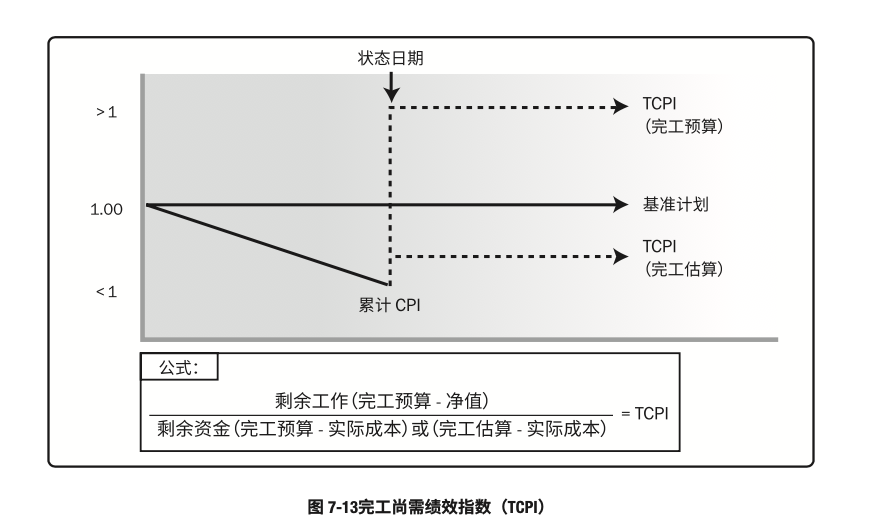 状态日期
> 1
TCPI
（完工预算）
1.00
基准计划
TCPI
（完工估算）
< 1
累计 CPI
公式：
剩余工作（完工预算 - 净值）
剩余资金（完工预算 - 实际成本）或（完工估算 - 实际成本）
= TCPI
图 7-13完工尚需绩效指数（TCPI）